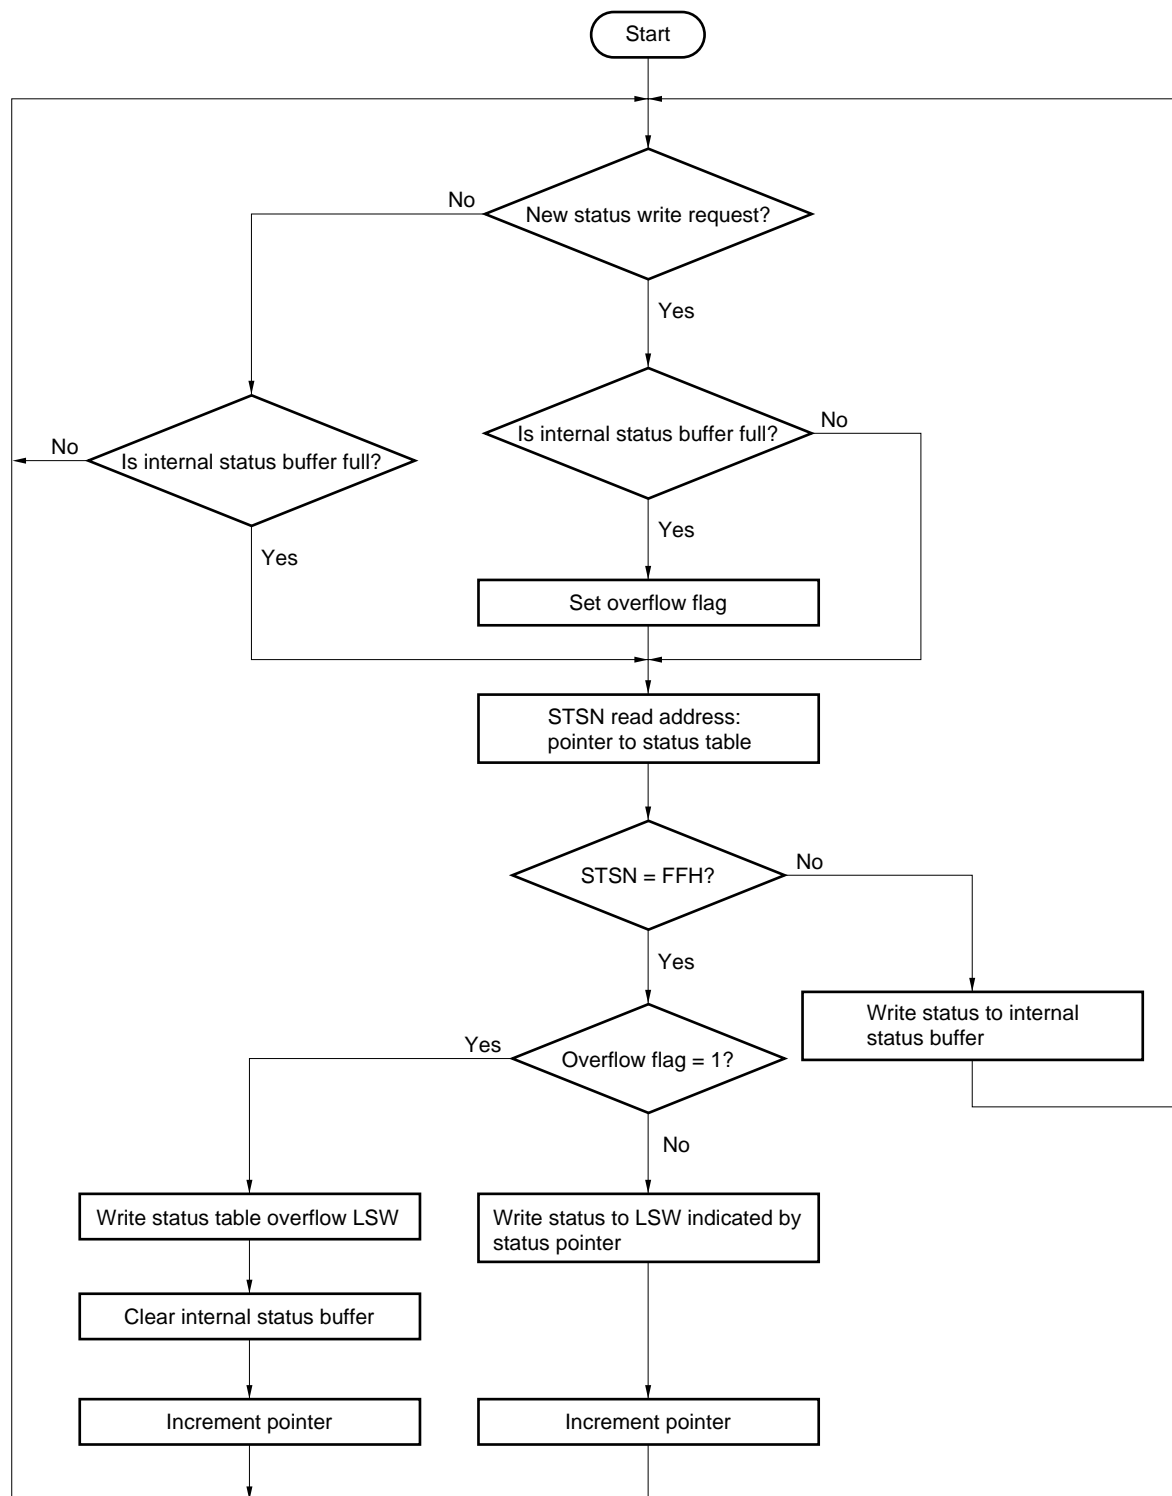 Start
New status write request?
No
Yes
Is internal status buffer full?
No
Is internal status buffer full?
No
Yes
Yes
Set overflow flag
STSN read address:
pointer to status table
STSN = FFH?
No
Yes
Write status to internal
status buffer
Overflow flag = 1?
Yes
No
Write status table overflow LSW
Write status to LSW indicated by
status pointer
Clear internal status buffer
Increment pointer
Increment pointer